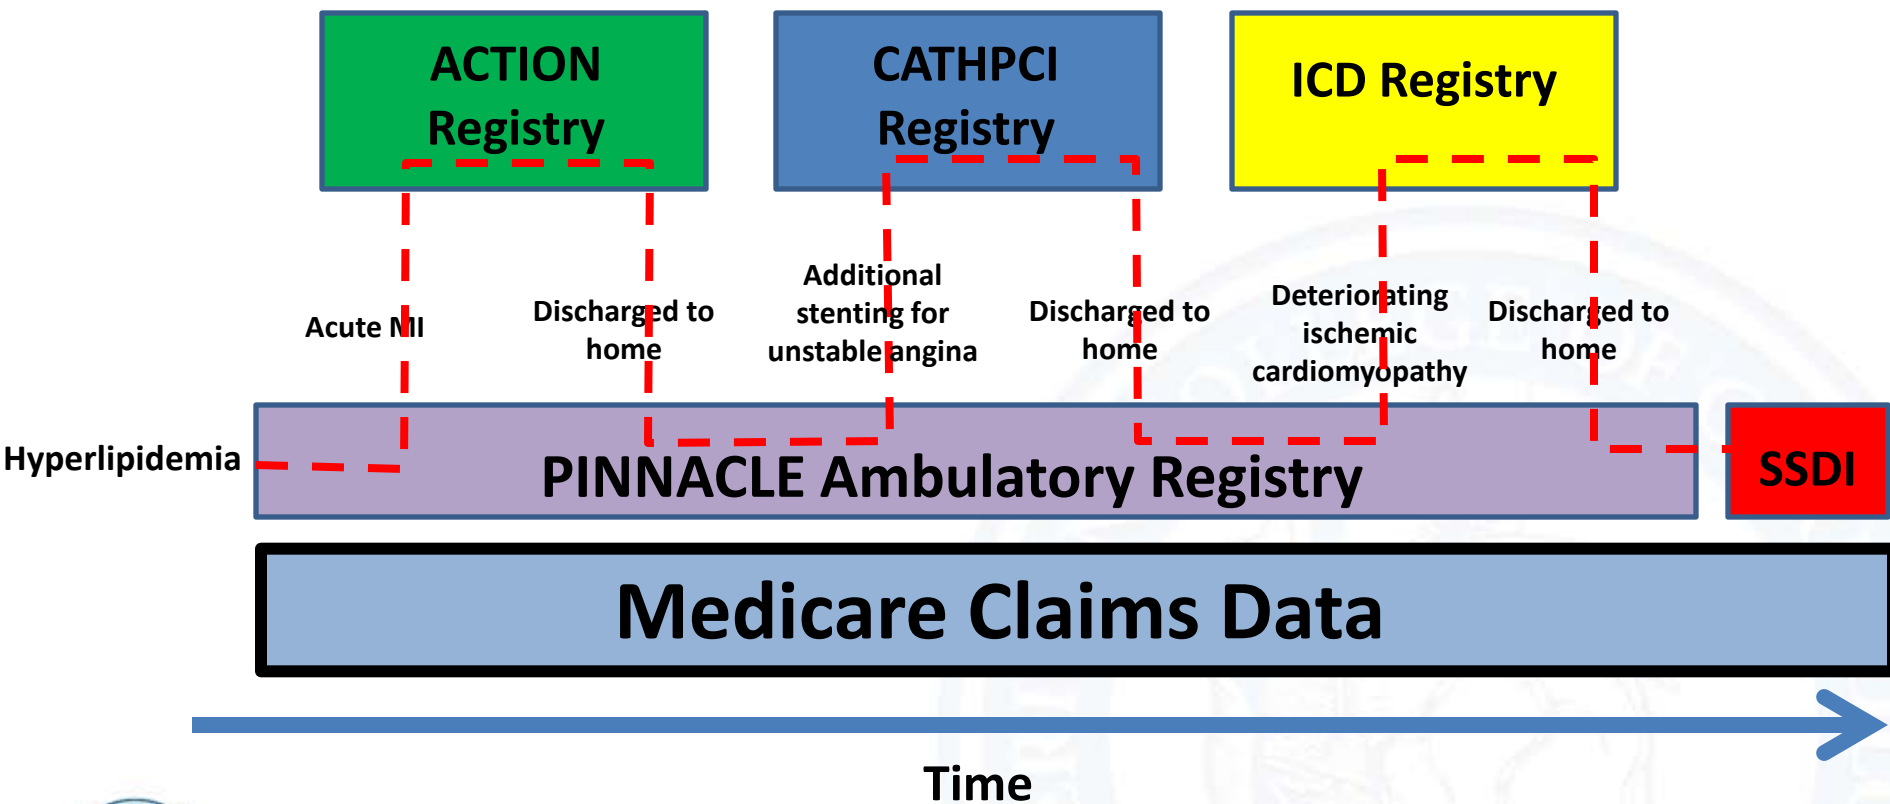 ACTION
Registry
CATHPCI
Registry
ICD Registry
Acute MI
Discharged to
home
Additional
stenting for
unstable angina
Discharged to
home
Deteriorating
ischemic
cardiomyopathy
Discharged to
home
Hyperlipidemia
PINNACLE Ambulatory Registry
SSDI
Medicare Claims Data
Time